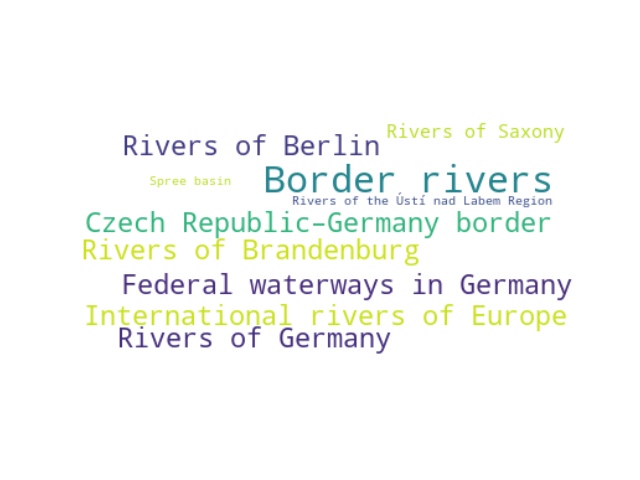 Rivers of Saxony
Rivers of Berlin
Border rivers
Spree basin
Rivers of the Ústí nad Labem Region
Czech Republic–Germany border
Rivers of Brandenburg
Federal waterways in Germany
International rivers of Europe
Rivers of Germany